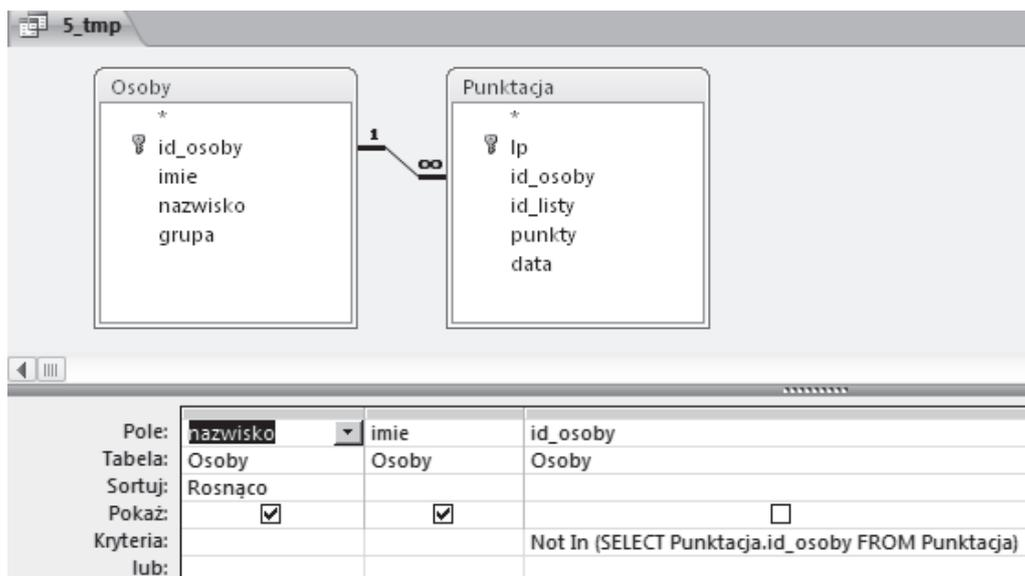 5_tmp
Osoby
*
id_osoby
imie
nazwisko
grupa
1
∞
Punktacja
*
lp
id_osoby
id_listy
punkty
data
Pole: nazwisko imie id_osoby
Tabela: Osoby Osoby Osoby
Sortuj: Rosnąco
Pokaż:
Kryteria: Not In (SELECT Punktacja.id_osoby FROM Punktacja)
lub: